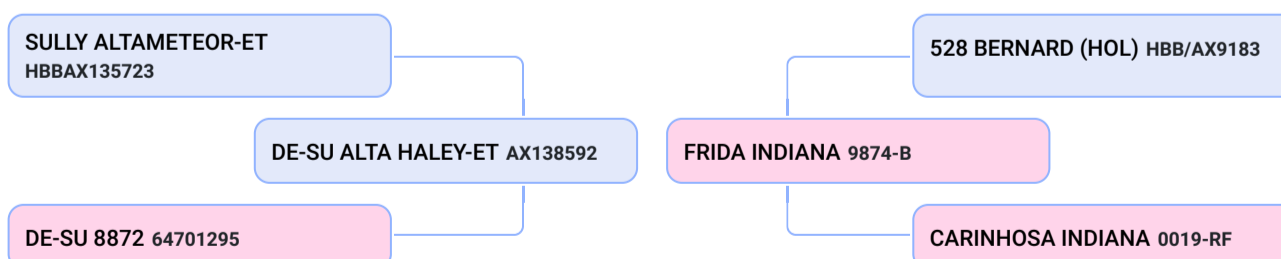 SULLY ALTAMETEOR-ET
HBBAX135723
528 BERNARD (HOL) HBB/AX9183
DE-SU ALTA HALEY-ET AX138592
FRIDA INDIANA 9874-B
DE-SU 8872 64701295
CARINHOSA INDIANA 0019-RF